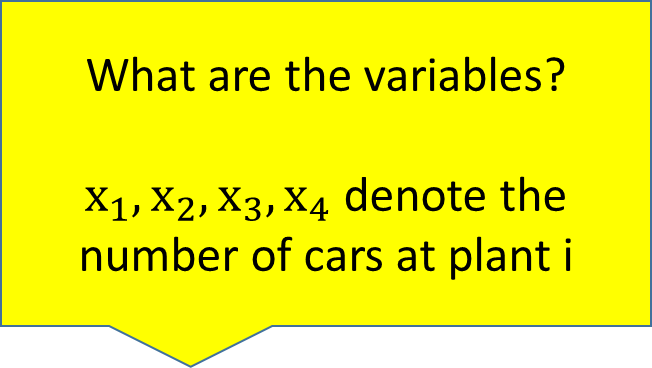 What are the variables?
x₁, x₂, x₃, x₄ denote the
number of cars at plant i